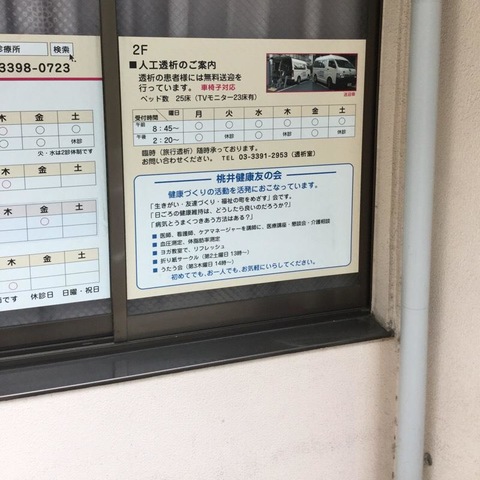 診療所 検索
3398-0723
木 金 土
火・水は2診体制です
木 金 土
木 金 土
休診日 日曜・祝日
2F
■人工透析のご案内
透析の患者様には無料送迎を
行っています。 車椅子対応
ベッド数 25床（TVモニター23床有）
送迎車
受付時間 曜日 月 火 水 木 金 土
午前 8：45～ ○ ○ ○ ○ ○ ○
午後 2：20～ ○ 休診 ○ 休診 ○ 休診
臨時（旅行透析）随時承っております。
お問い合わせください。 TEL 03-3391-2953（透析室）
桃井健康友の会
健康づくりの活動を活発におこなっています。
「生きがい・友達づくり・福祉の町をめざす」会です。
「日ごろの健康維持は、どうしたら良いのだろうか？」
「病気とうまくつきあう方法はある？」
■ 医師、看護師、ケアマネージャーを講師に、医療講座・懇談会・介護相談
■ 血圧測定、体脂肪率測定
■ ヨガ教室で、リフレッシュ
■ 折り紙サークル（第2土曜日 13時～）
■ うたう会（第3木曜日 14時～）
初めてでも、お一人でも、お気軽にいらしてください。